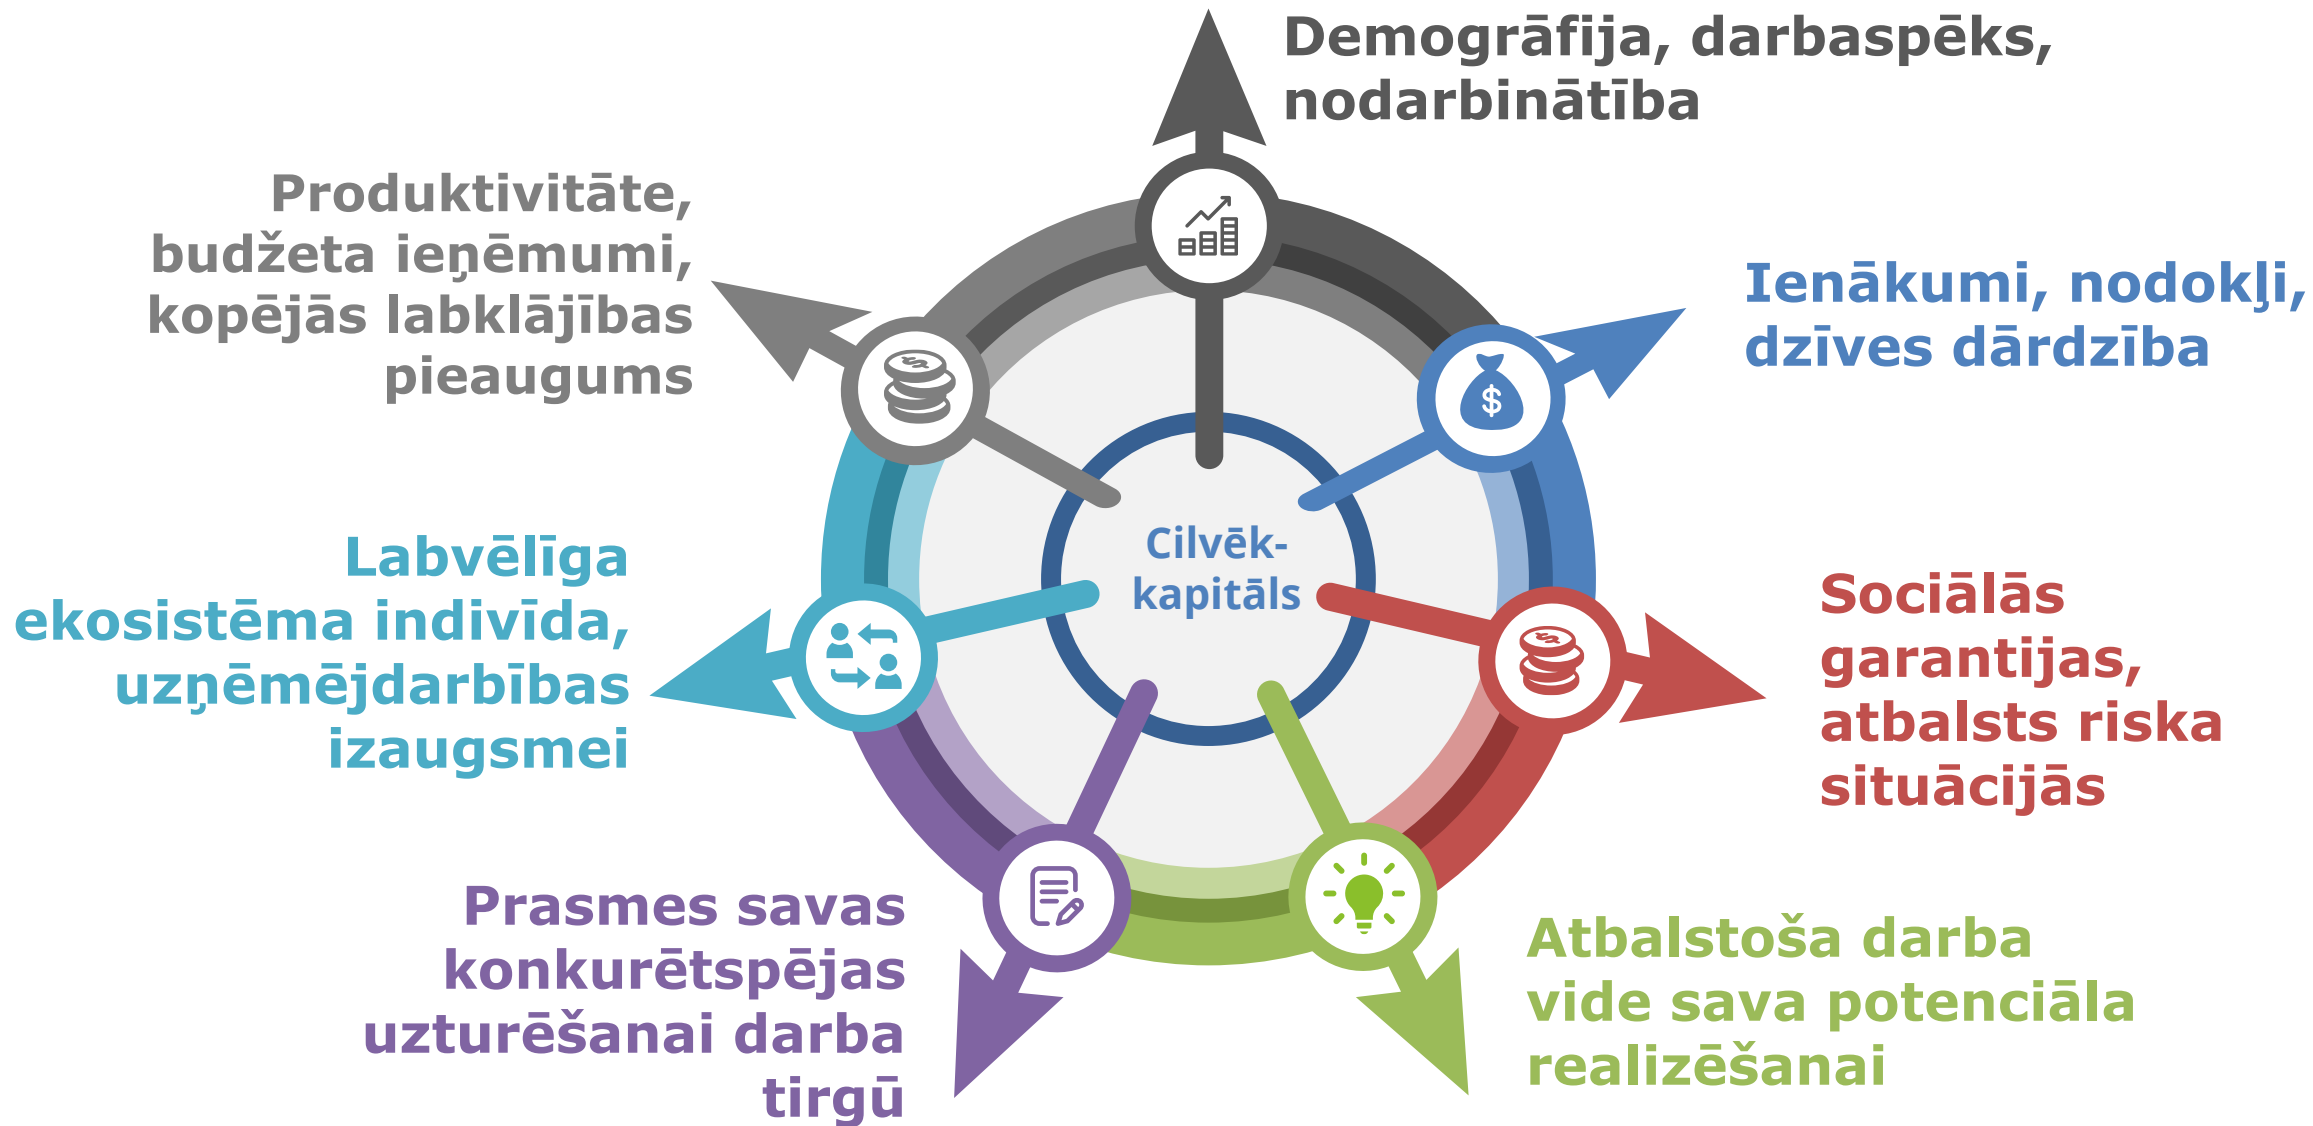 Demogrāfija, darbaspēks,
nodarbinātība
Ienākumi, nodokļi,
dzīves dārdzība
Sociālās
garantijas,
atbalsts riska
situācijās
Atbalstoša darba
vide sava potenciāla
realizēšanai
Prasmes savas
konkurētspējas
uzturēšanai darba
tirgū
Labvēlīga
ekosistēma indivīda,
uzņēmējdarbības
izaugsmei
Produktivitāte,
budžeta ieņēmumi,
kopējās labklājības
pieaugums
Cilvēk-
kapitāls